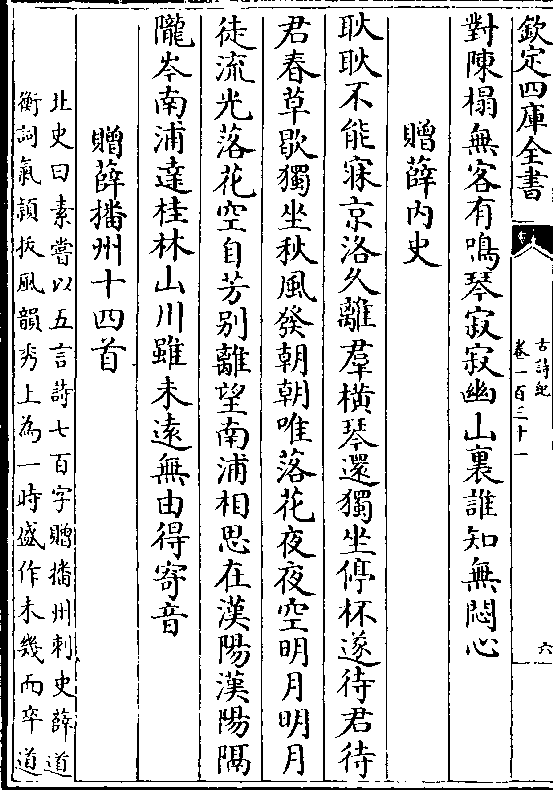 欽定四庫全書
古詩紀
卷一百三十一
六
對陳榻無客有鳴琴寂寂幽山裏誰知無悶心
贈薛內史
耿耿不能寐京洛久離羣橫琴還獨坐停杯遂待君待
君春草歇獨坐秋風發朝朝唯落花夜夜空明月明月
徒流光落花空自芳别離望南浦相思在漢陽漢陽隔
隴岑南浦達桂林山川雖未遠無由得寄音
贈薛播州十四首
北史曰素嘗以五言詩七百字贈播州刺史薛道
衡詞氣頴拔風韻秀上為一時盛作未幾而卒道